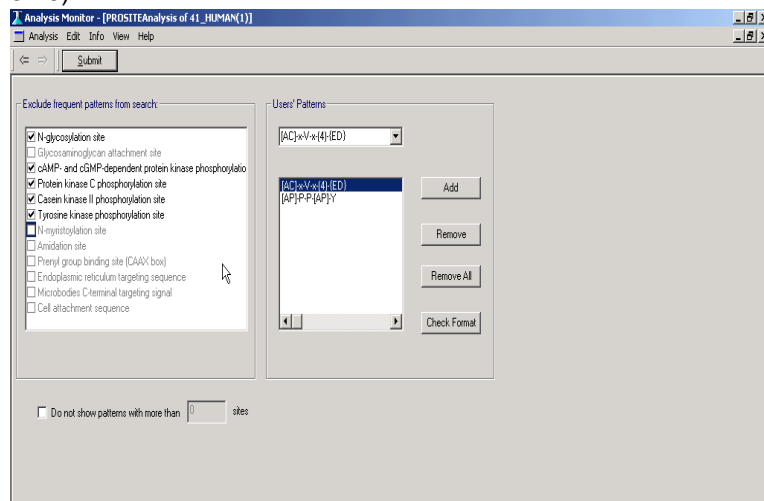 Analysis Monitor - [PROSITEAnalysis of 41_HUMAN(1)]
Analysis Edit Info View Help
Submit
Exclude frequent patterns from search:
N-glycosylation site
Glycosaminoglycan attachment site
cAMP- and cGMP-dependent protein kinase phosphorylatio
Protein kinase C phosphorylation site
Casein kinase II phosphorylation site
Tyrosine kinase phosphorylation site
N-myristoylation site
Amidation site
Prenyl group binding site (CAAX box)
Endoplasmic reticulum targeting sequence
Microbodies C-terminal targeting signal
Cell attachment sequence
Users' Patterns
[AC]-x-V-x-(4)-{ED}
[AC]-x-V-x-(4)-{ED}
[AP]-P-P-[AP]-Y
Add
Remove
Remove All
Check Format
Do not show patterns with more than 0 sites